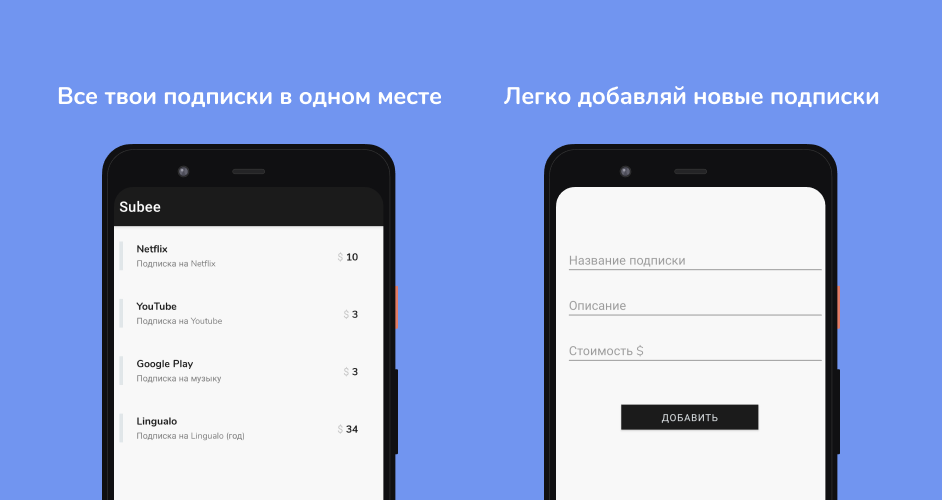 Все твои подписки в одном месте
Subee
Netflix
Подписка на Netflix
$ 10
YouTube
Подписка на Youtube
$ 3
Google Play
Подписка на музыку
$ 3
Lingualo
Подписка на Lingualo (год)
$ 34
Легко добавляй новые подписки
Название подписки
Описание
Стоимость $
ДОБАВИТЬ